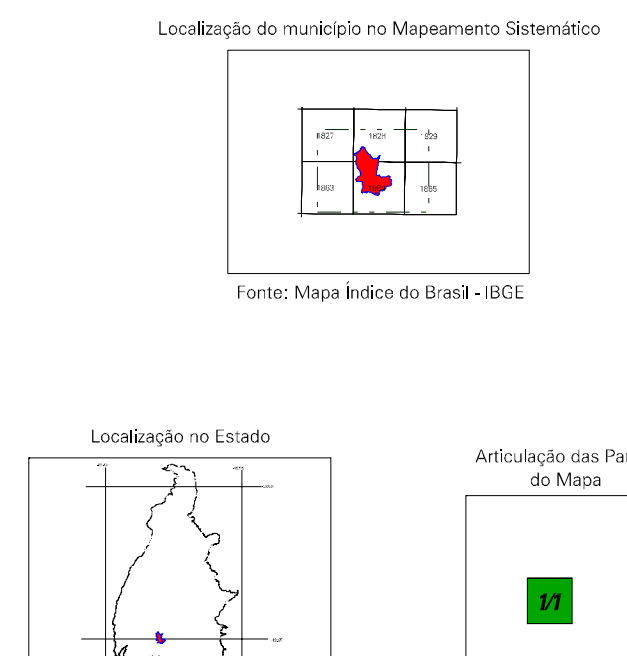 Localização do município no Mapeamento Sistemático
1827 1828 1829
1863 1864 1865
Fonte: Mapa Índice do Brasil - IBGE
Localização no Estado
Articulação das Par
do Mapa
1/1